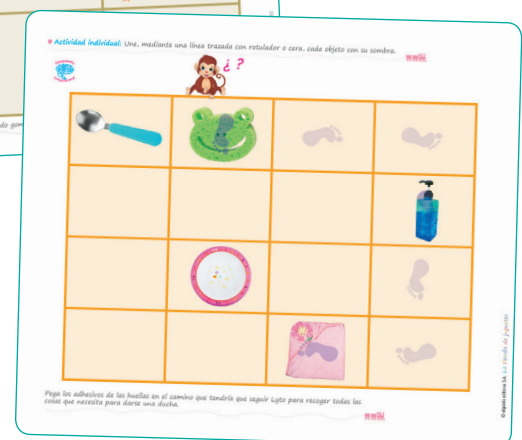 Actividad individual: Une, mediante una línea trazada con rotulador o cera, cada objeto con su sombra.
¿ ?
Pega los adhesivos de las huellas en el camino que tendría que seguir Lyto para recoger todas las
cosas que necesita para darse una ducha.